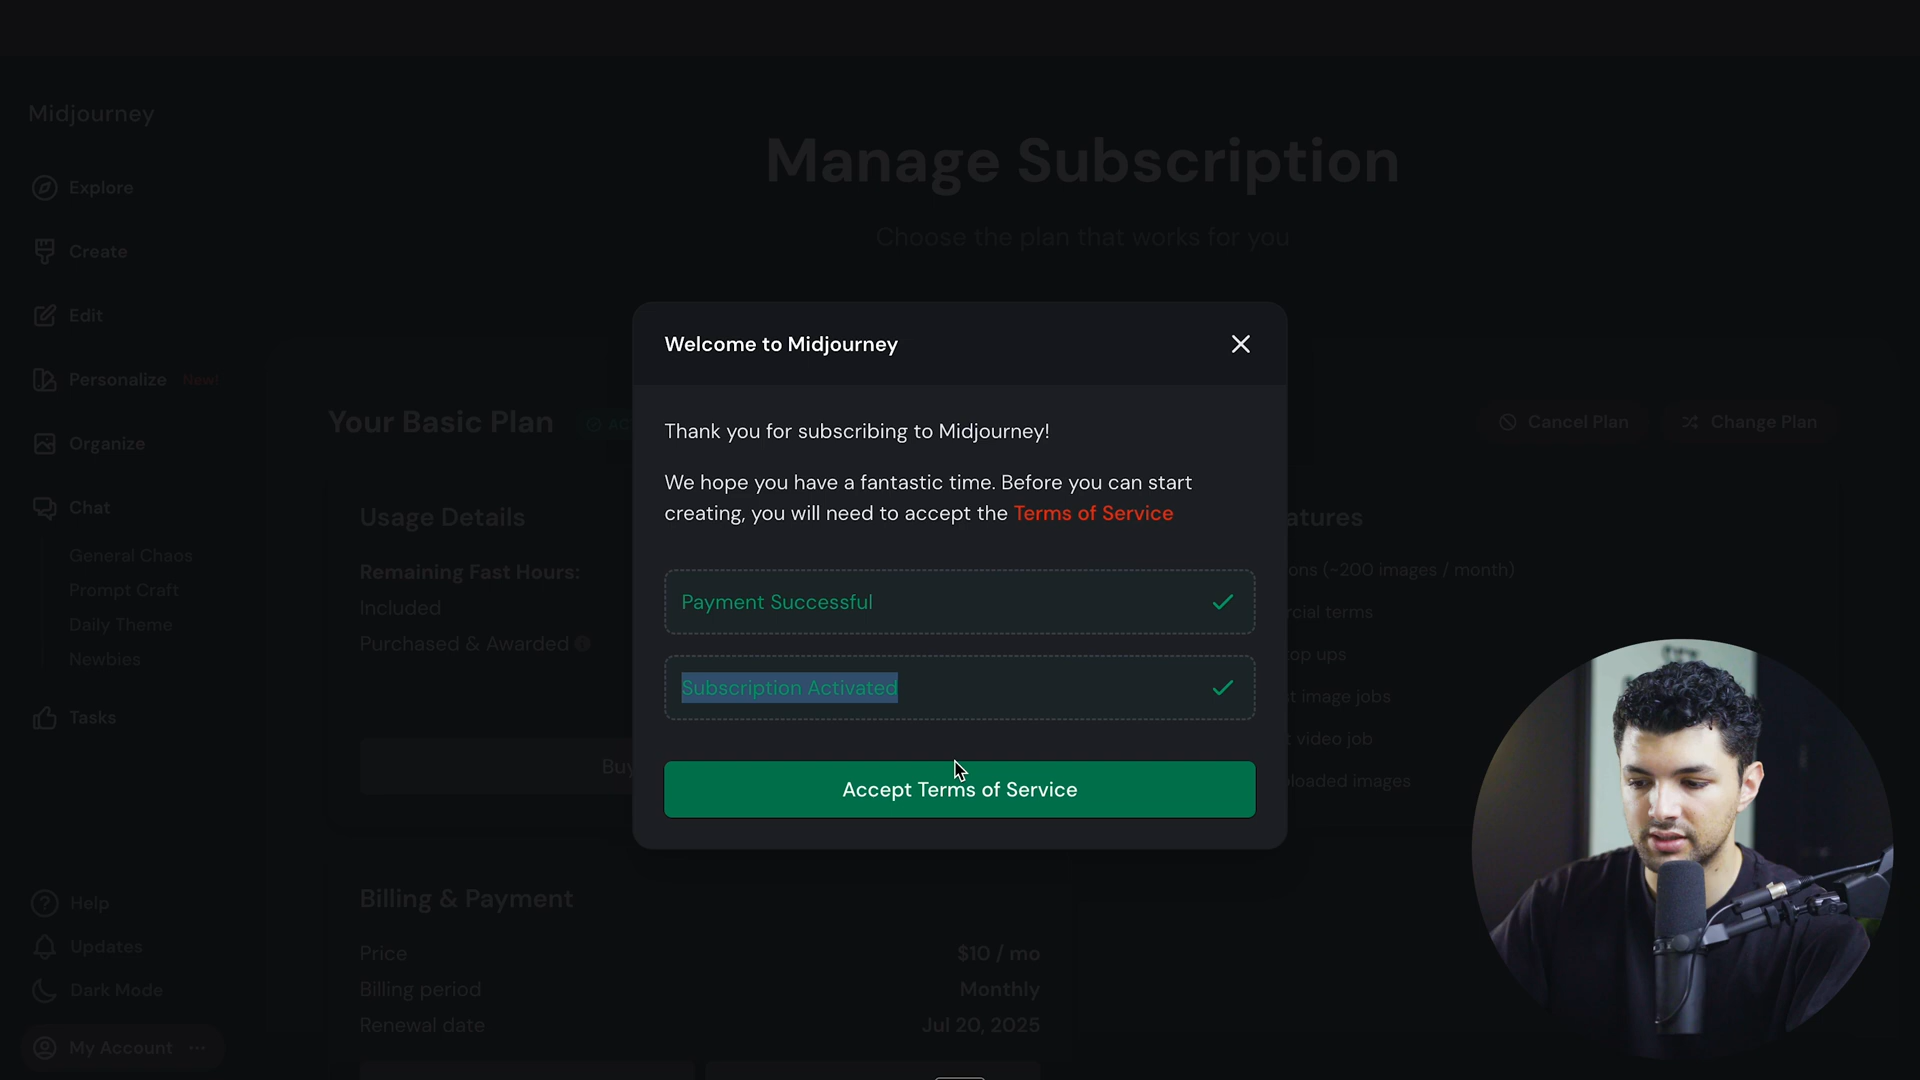 Midjourney
Explore
Create
Edit
Personalize New!
Organize
Chat
General Chaos
Prompt Craft
Daily Theme
Newbies
Tasks
Help
Updates
Dark Mode
My Account ...
Manage Subscription
Choose the plan that works for you
Your Basic Plan
Cancel Plan
Change Plan
Usage Details
Remaining Fast Hours:
Included
Purchased & Awarded
Buy
atures
ons (~200 images / month)
rcial terms
op ups
t image jobs
t video job
loaded images
Welcome to Midjourney
Thank you for subscribing to Midjourney!
We hope you have a fantastic time. Before you can start
creating, you will need to accept the Terms of Service
Payment Successful
Subscription Activated
Accept Terms of Service
Billing & Payment
Price $10 / mo
Billing period Monthly
Renewal date Jul 20, 2025